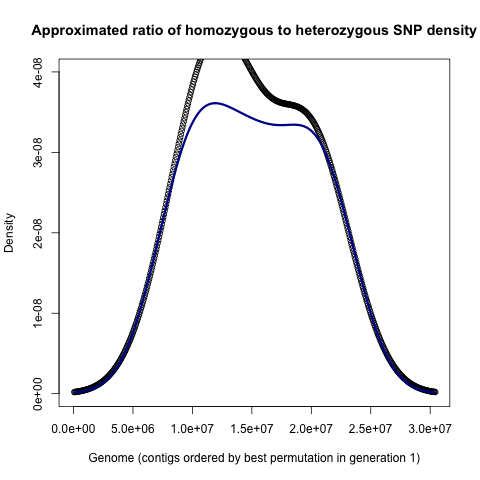 Approximated ratio of homozygous to heterozygous SNP density
4e-08
3e-08
2e-08
1e-08
0e+00
Density
0.0e+00 5.0e+06 1.0e+07 1.5e+07 2.0e+07 2.5e+07 3.0e+07
Genome (contigs ordered by best permutation in generation 1)